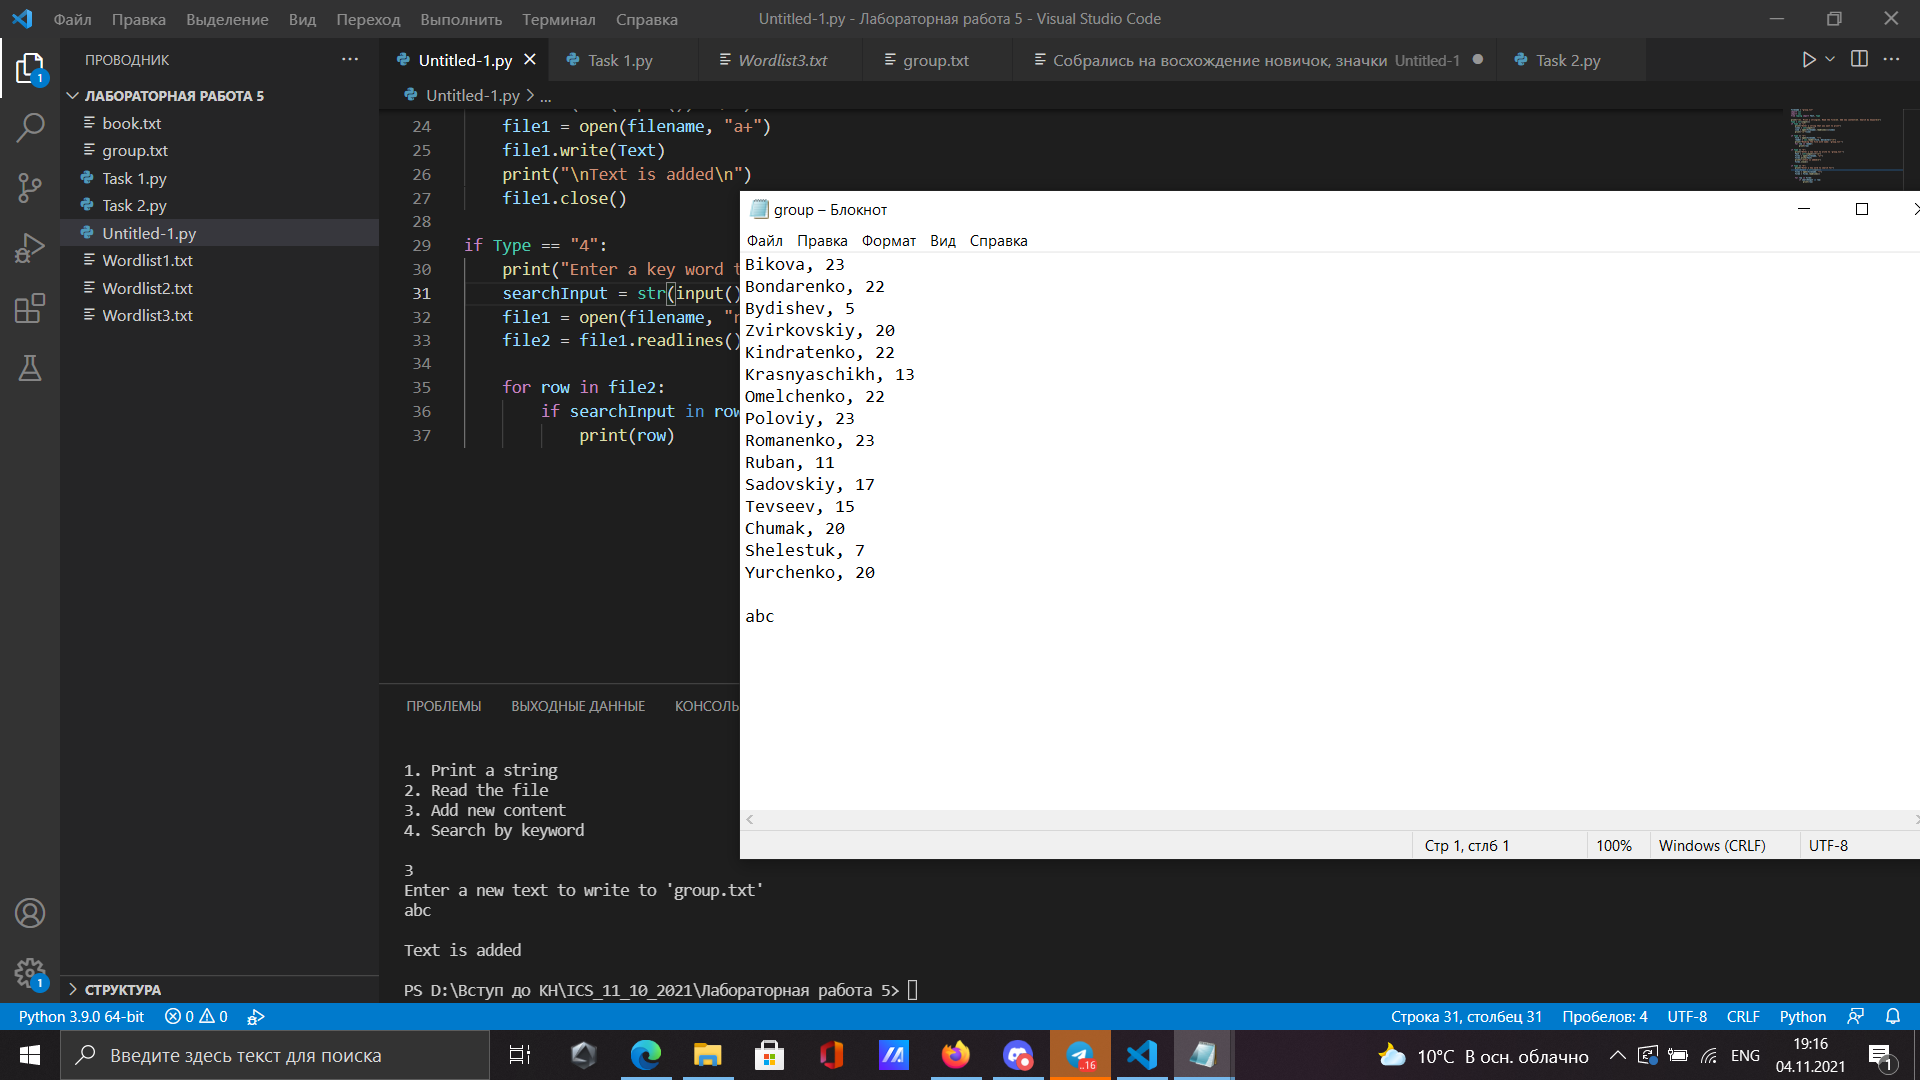 Файл Правка Выделение Вид Переход Выполнить Терминал Справка
Untitled-1.py - Лабораторная работа 5 - Visual Studio Code
ПРОВОДНИК
Untitled-1.py
Task 1.py
Wordlist3.txt
group.txt
Собрались на восхождение новичок, значки Untitled-1
Task 2.py
1
ЛАБОРАТОРНАЯ РАБОТА 5
book.txt
group.txt
Task 1.py
Task 2.py
Untitled-1.py
Wordlist1.txt
Wordlist2.txt
Wordlist3.txt
Untitled-1.py > ...
24 file1 = open(filename, "a+")
25 file1.write(Text)
26 print("\nText is added\n")
27 file1.close()
28
29 if Type == "4":
30 print("Enter a key word t
31 searchInput = str(input()
32 file1 = open(filename, "r
33 file2 = file1.readlines()
34
35 for row in file2:
36 if searchInput in row
37 print(row)
group – Блокнот
Файл Правка Формат Вид Справка
Bikova, 23
Bondarenko, 22
Bydishev, 5
Zvirkovskiy, 20
Kindratenko, 22
Krasnyaschikh, 13
Omelchenko, 22
Poloviy, 23
Romanenko, 23
Ruban, 11
Sadovskiy, 17
Tevseev, 15
Chumak, 20
Shelestuk, 7
Yurchenko, 20
abc
Стр 1, стлб 1
100%
Windows (CRLF)
UTF-8
ПРОБЛЕМЫ ВЫХОДНЫЕ ДАННЫЕ КОНСОЛЬ
1. Print a string
2. Read the file
3. Add new content
4. Search by keyword
3
Enter a new text to write to 'group.txt'
abc
Text is added
PS D:\Вступ до КН\ICS_11_10_2021\Лабораторная работа 5>
1
СТРУКТУРА
Python 3.9.0 64-bit 0 0
Строка 31, столбец 31 Пробелов: 4 UTF-8 CRLF Python
Введите здесь текст для поиска
..16
10°C В осн. облачно
ENG
19:16
04.11.2021
1